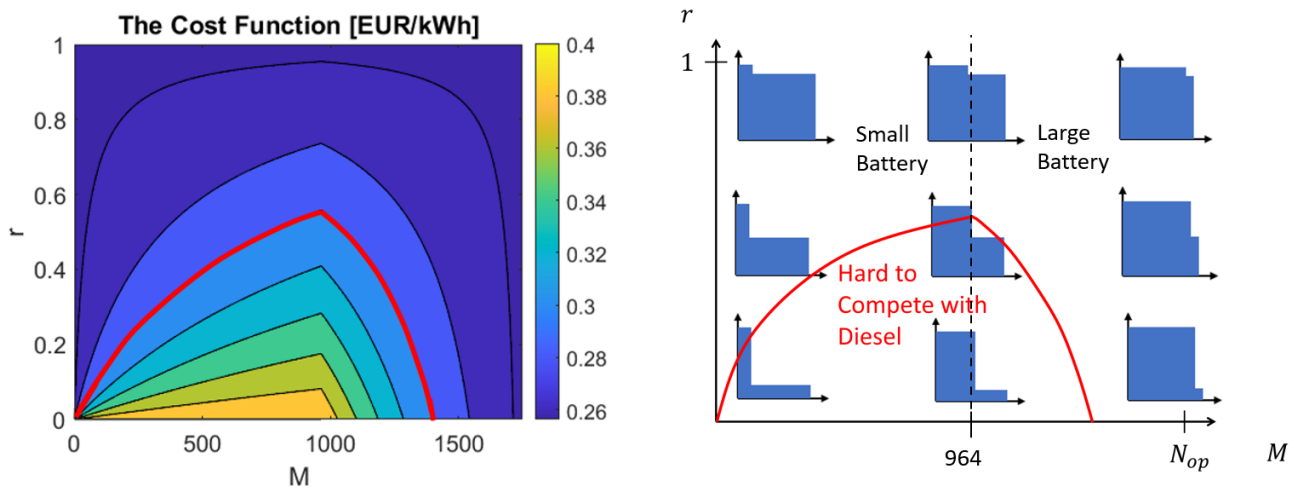 The Cost Function [EUR/kWh]
1
0.8
0.6
0.4
0.2
0
r
0
500
1000
1500
M
0.4
0.38
0.36
0.34
0.32
0.3
0.28
0.26
r
1
Small
Battery
Large
Battery
Hard to
Compete with
Diesel
964
N_op
M